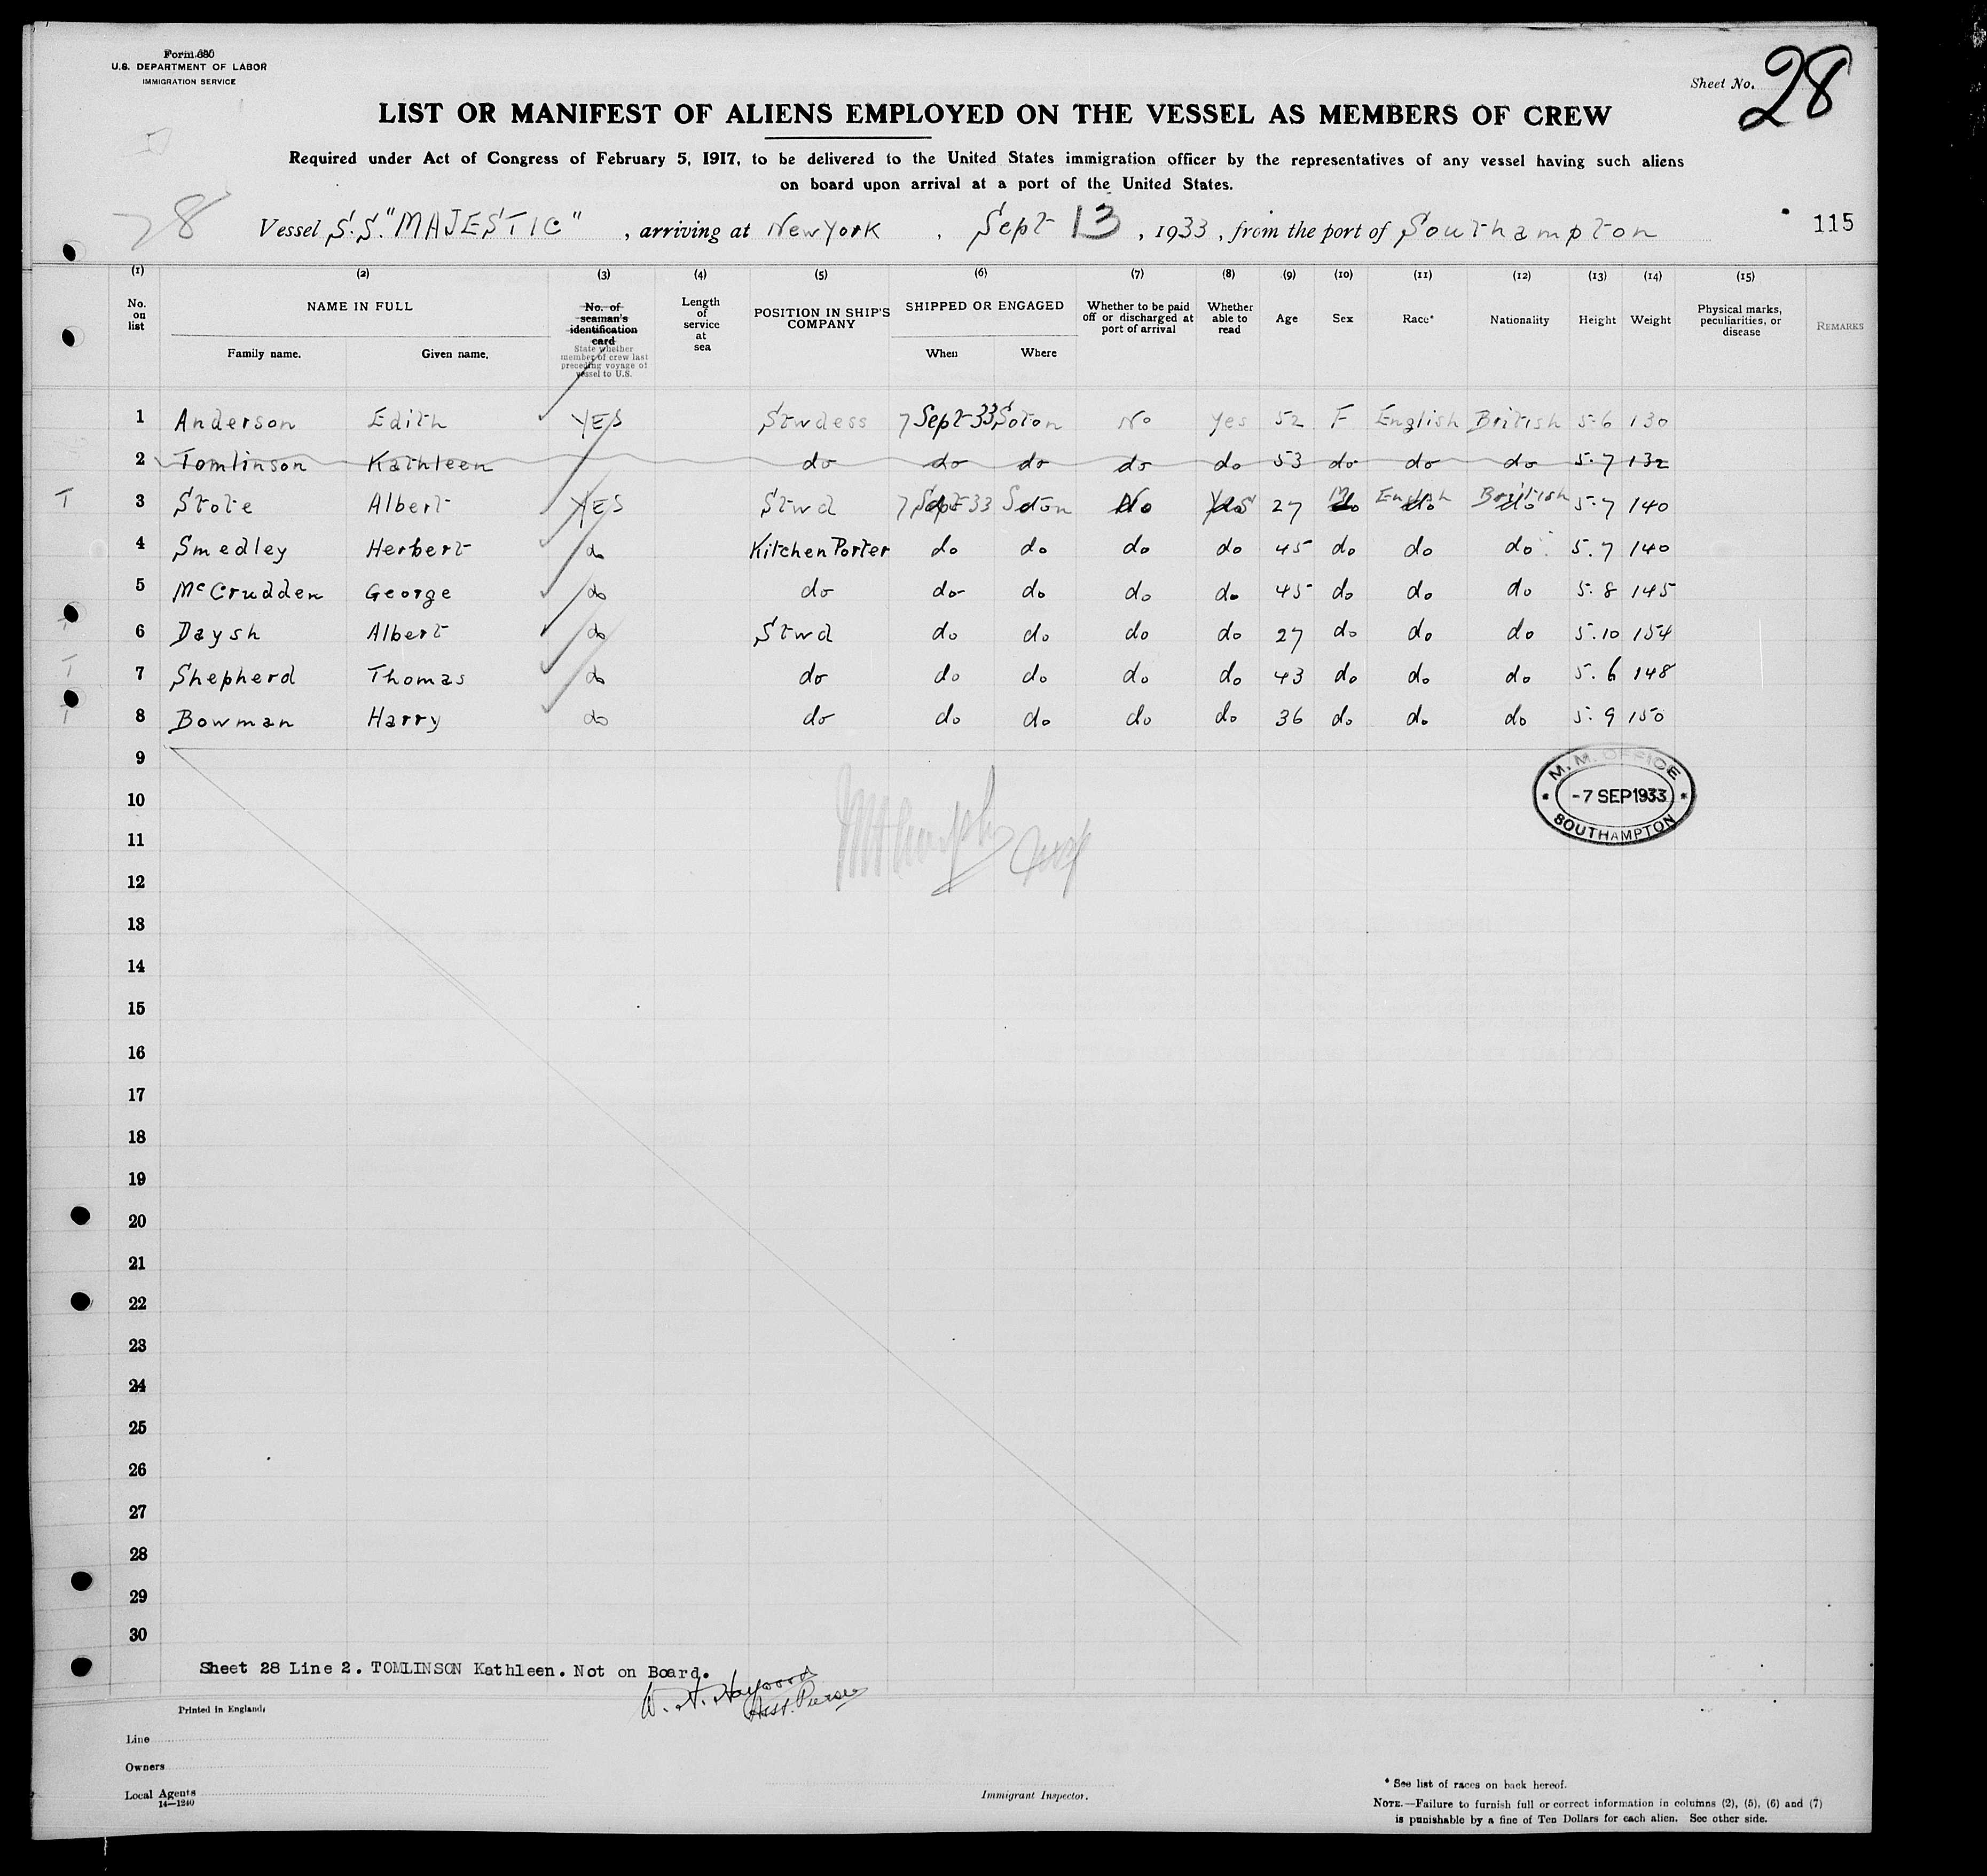 Form 680
U.S. DEPARTMENT OF LABOR
IMMIGRATION SERVICE
Sheet No. 28
LIST OR MANIFEST OF ALIENS EMPLOYED ON THE VESSEL AS MEMBERS OF CREW
Required under Act of Congress of February 5, 1917, to be delivered to the United States immigration officer by the representatives of any vessel having such aliens
on board upon arrival at a port of the United States.
28 Vessel S.S. "MAJESTIC", arriving at New York, Sept 13, 1933, from the port of Southampton 115
(1) (2) (3) (4) (5) (6) (7) (8) (9) (10) (11) (12) (13) (14) (15)
No. on list
NAME IN FULL
Family name. Given name.
No. of seaman's identification card
State whether member of crew last preceding voyage of vessel to U.S.
Length of service at sea
POSITION IN SHIP'S COMPANY
SHIPPED OR ENGAGED
When Where
Whether to be paid off or discharged at port of arrival
Whether able to read
Age Sex Race* Nationality Height Weight
Physical marks, peculiarities, or disease
REMARKS
1 Anderson Edith YES Stwdess 7 Sept 33 Soton No Yes 52 F English British 5.6 130
2 Tomlinson Kathleen do do do do do 53 do do do 5.7 132
T 3 Stote Albert YES Stwd 7 Sept 33 Soton No Yes 27 M English British 5.7 140
4 Smedley Herbert do Kitchen Porter do do do do 45 do do do 5.7 140
5 McCrudden George do do do do do do 45 do do do 5.8 145
6 Daysh Albert do Stwd do do do do 27 do do do 5.10 154
T 7 Shepherd Thomas do do do do do do 43 do do do 5.6 148
T 8 Bowman Harry do do do do do do 36 do do do 5.9 150
9
M. M. OFFICE
-7 SEP 1933
SOUTHAMPTON
10
11
12
13
14
15
16
17
18
19
20
21
22
23
24
25
26
27
28
29
30
Sheet 28 Line 2. TOMLINSON Kathleen. Not on Board.
W. H. Haywood
Asst. Purser
Printed in England.
Line
Owners
Local Agents
14—1240
Immigrant Inspector.
* See list of races on back hereof.
NOTE.—Failure to furnish full or correct information in columns (2), (5), (6) and (7)
is punishable by a fine of Ten Dollars for each alien. See other side.